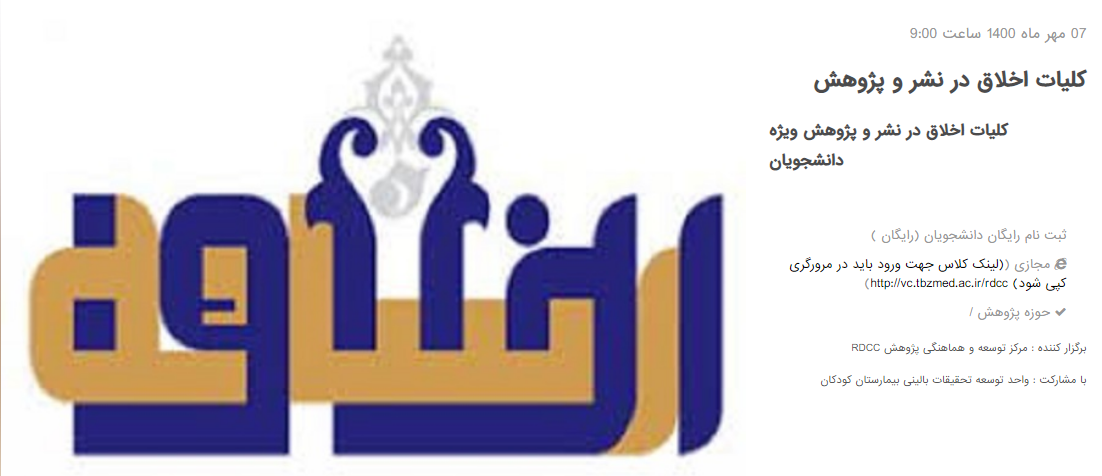 07 مهر ماه 1400 ساعت 9:00
کلیات اخلاق در نشر و پژوهش
کلیات اخلاق در نشر و پژوهش ویژه
دانشجویان
ثبت نام رایگان دانشجویان (رایگان )
مجازی ((لینک کلاس جهت ورود باید در مرورگری
کپی شود) http://vc.tbzmed.ac.ir/rdcc)
حوزه پژوهش /
برگزار کننده : مرکز توسعه و هماهنگی پژوهش RDCC
با مشارکت : واحد توسعه تحقیقات بالینی بیمارستان کودکان